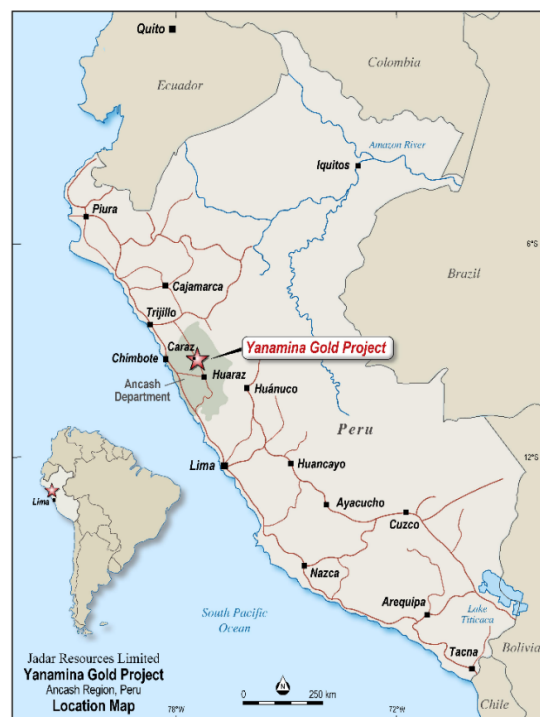 Quito
Colombia
Ecuador
Amazon River
Iquitos
Piura
6°S
Brazil
Cajamarca
Trijillo
Caraz
Yanamina Gold Project
Chimbote
Huaraz
Ancash
Department
Huánuco
Peru
Lima
12°S
Huancayo
Ayacucho
Cuzco
Lima
Nazca
Arequipa
Lake
Titicaca
South Pacific
Ocean
Bolivia
Tacna
Jadar Resources Limited
Yanamina Gold Project
Ancash Region, Peru
Location Map
78°W
N
0
250 km
72°W
Chile